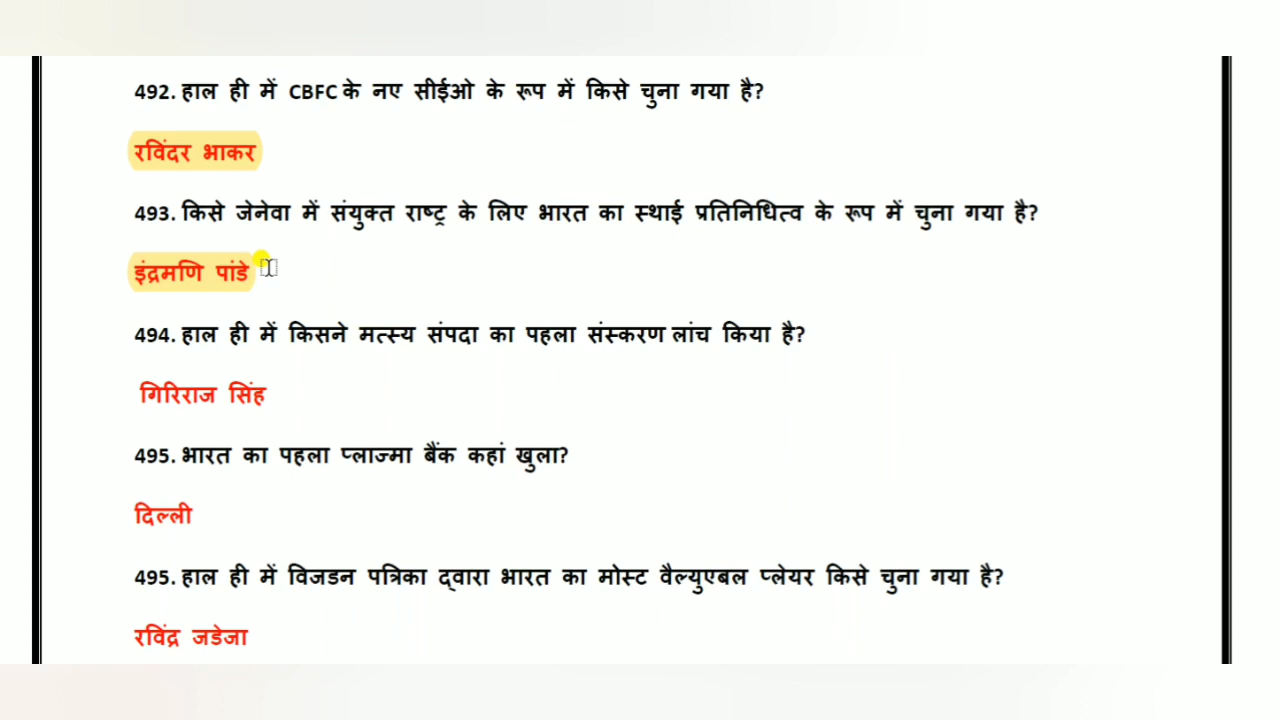 492. हाल ही में CBFC के नए सीईओ के रूप में किसे चुना गया है?
रविंदर भाकर
493. किसे जेनेवा में संयुक्त राष्ट्र के लिए भारत का स्थाई प्रतिनिधित्व के रूप में चुना गया है?
इंद्रमणि पांडे
494. हाल ही में किसने मत्स्य संपदा का पहला संस्करण लांच किया है?
गिरिराज सिंह
495. भारत का पहला प्लाज्मा बैंक कहां खुला?
दिल्ली
495. हाल ही में विजडन पत्रिका द्वारा भारत का मोस्ट वैल्युएबल प्लेयर किसे चुना गया है?
रविंद्र जडेजा